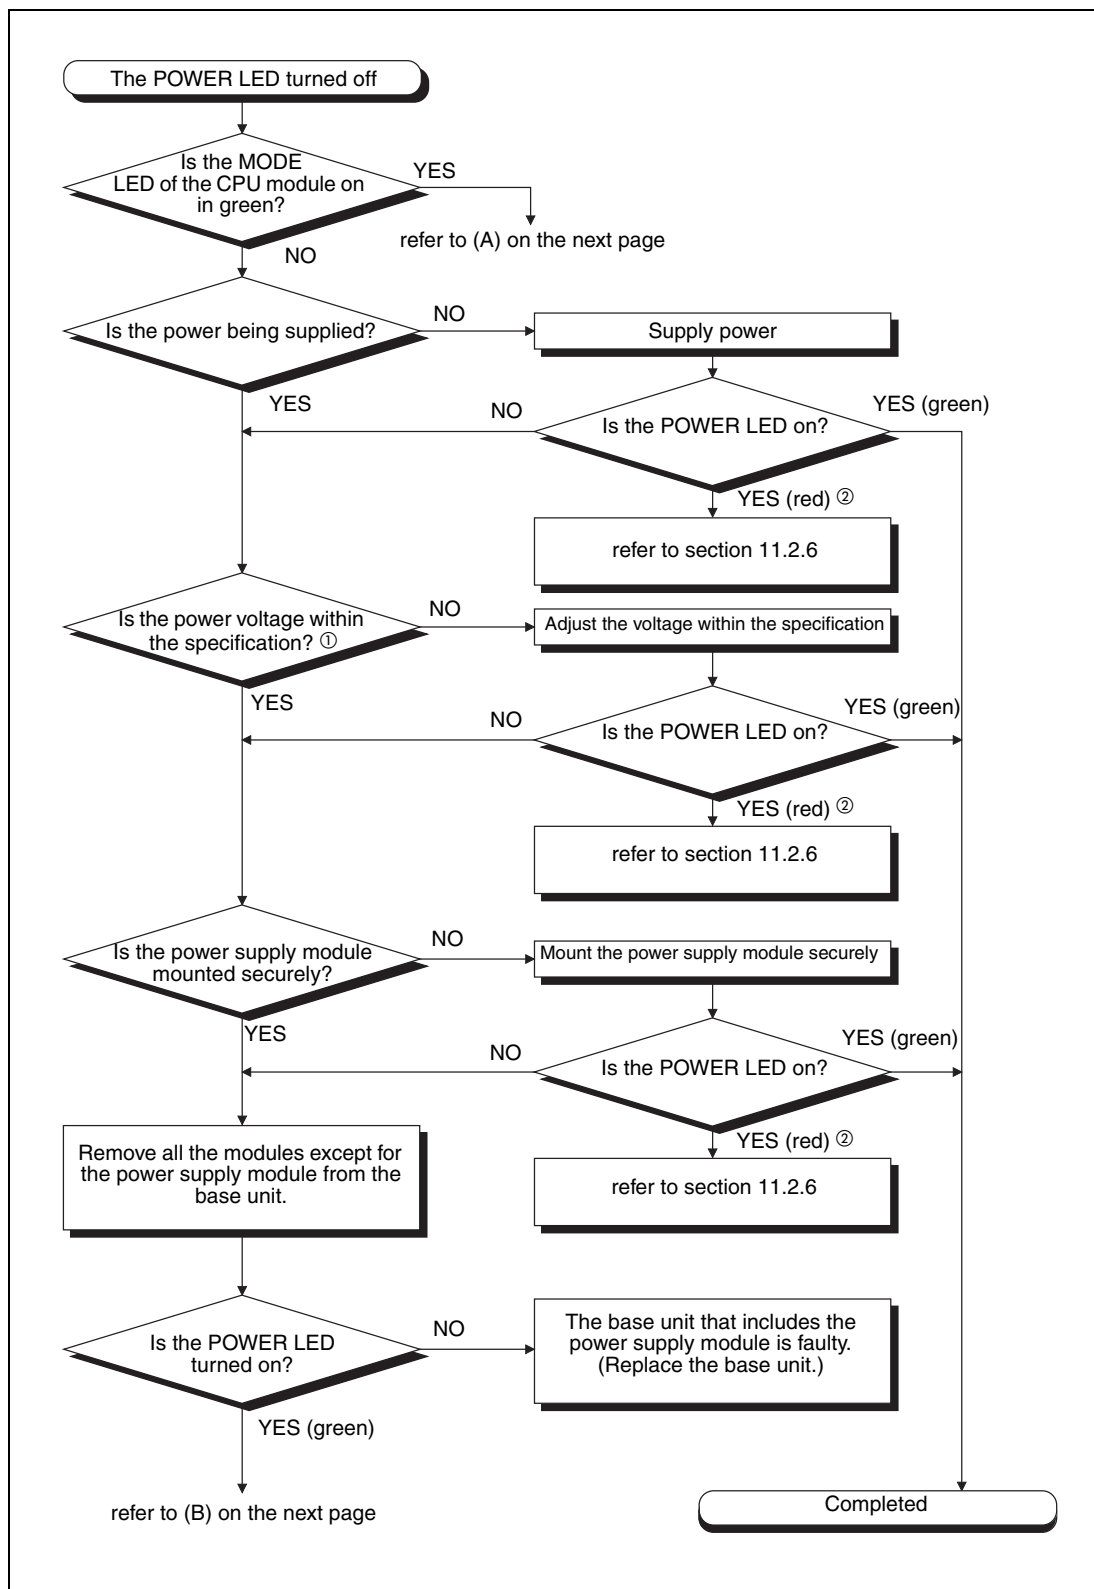 The POWER LED turned off
Is the MODE
LED of the CPU module on
in green?
YES
refer to (A) on the next page
NO
Is the power being supplied?
NO
Supply power
YES
NO
Is the POWER LED on?
YES (green)
YES (red) ②
refer to section 11.2.6
Is the power voltage within
the specification? ①
NO
Adjust the voltage within the specification
YES
NO
Is the POWER LED on?
YES (green)
YES (red) ②
refer to section 11.2.6
Is the power supply module
mounted securely?
NO
Mount the power supply module securely
YES
NO
Is the POWER LED on?
YES (green)
YES (red) ②
refer to section 11.2.6
Remove all the modules except for
the power supply module from the
base unit.
Is the POWER LED
turned on?
NO
The base unit that includes the
power supply module is faulty.
(Replace the base unit.)
YES (green)
refer to (B) on the next page
Completed